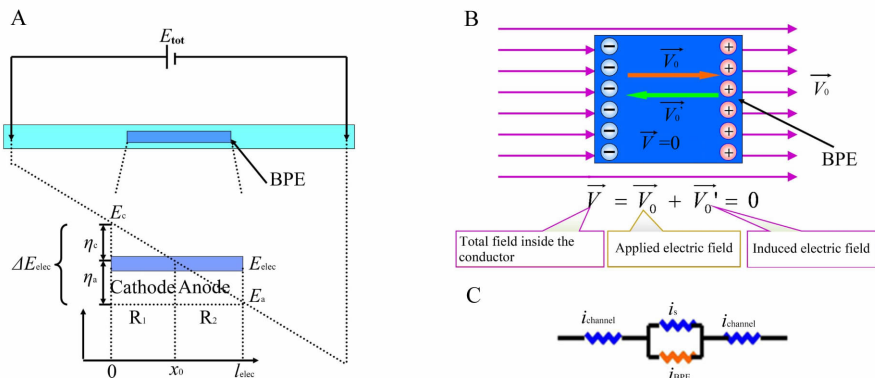 A
E_tot
BPE
E_c
η_c
ΔE_elec
η_a
E_elec
Cathode Anode
E_a
R_1 R_2
0 x_0 l_elec
B
V_0
V_0'
V=0
V_0
BPE
V = V_0 + V_0' = 0
Total field inside the
conductor
Applied electric field
Induced electric field
C
i_channel i_s i_channel
i_BPE